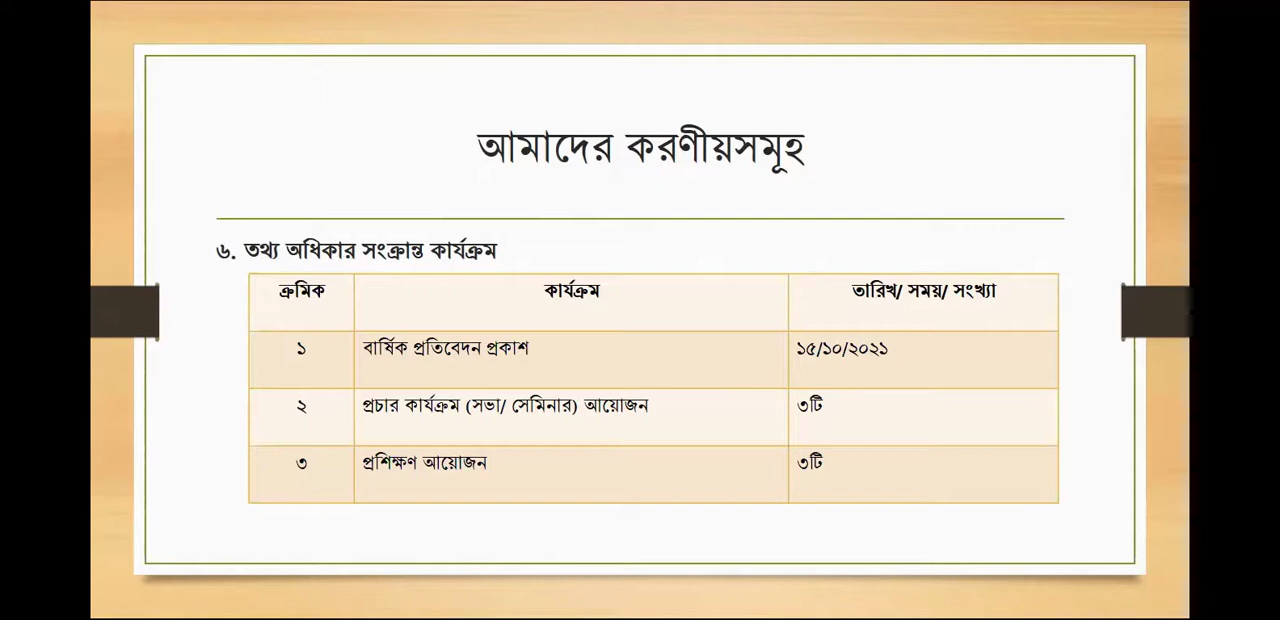 আমাদের করণীয়সমূহ
৬. তথ্য অধিকার সংক্রান্ত কার্যক্রম
ক্রমিক কার্যক্রম তারিখ/ সময়/ সংখ্যা
১ বার্ষিক প্রতিবেদন প্রকাশ ১৫/১০/২০২১
২ প্রচার কার্যক্রম (সভা/ সেমিনার) আয়োজন ৩টি
৩ প্রশিক্ষণ আয়োজন ৩টি